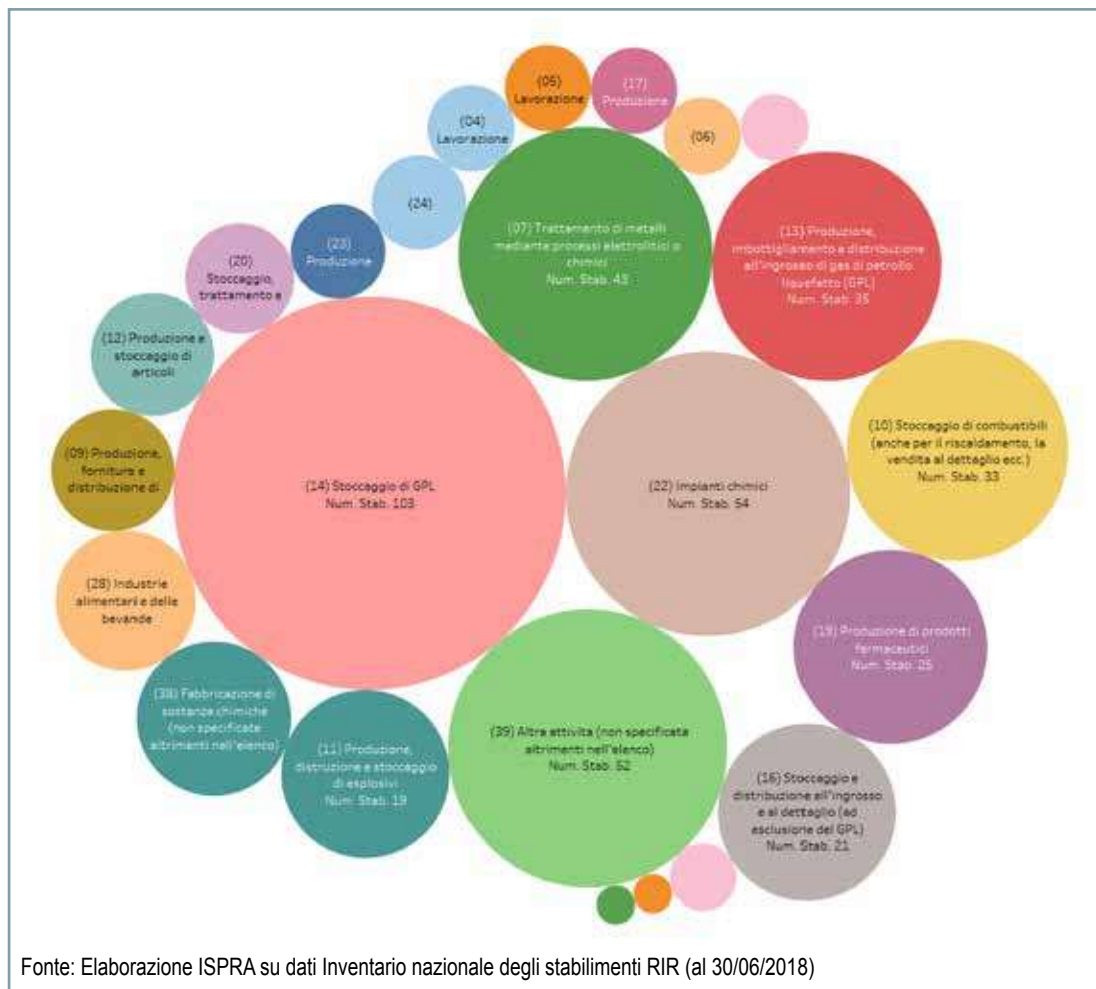 (05)
Lavorazione
(17)
Produzione
(04)
Lavorazione
(06)
(24)
(07) Trattamento di metalli
mediante processi elettrolitici o
chimici
Num. Stab. 43
(13) Produzione,
imbottigliamento e distribuzione
all'ingrosso di gas di petrolio
liquefatto (GPL)
Num. Stab. 35
(23)
Produzione
(20)
Stoccaggio,
trattamento e
(12) Produzione e
stoccaggio di
articoli
(10) Stoccaggio di combustibili
(anche per il riscaldamento, la
vendita al dettaglio ecc.)
Num. Stab. 33
(09) Produzione,
fornitura e
distribuzione di
(14) Stoccaggio di GPL
Num. Stab. 103
(22) Impianti chimici
Num. Stab. 54
(28) Industrie
alimentari e delle
bevande
(19) Produzione di prodotti
farmaceutici
Num. Stab. 25
(38) Fabbricazione di
sostanze chimiche
(non specificate
altrimenti nell'elenco)
(11) Produzione,
distruzione e stoccaggio
di esplosivi
Num. Stab. 19
(39) Altra attivita (non specificata
altrimenti nell'elenco)
Num. Stab. 52
(16) Stoccaggio e
distribuzione all'ingrosso
e al dettaglio (ad
esclusione del GPL)
Num. Stab. 21
Fonte: Elaborazione ISPRA su dati Inventario nazionale degli stabilimenti RIR (al 30/06/2018)